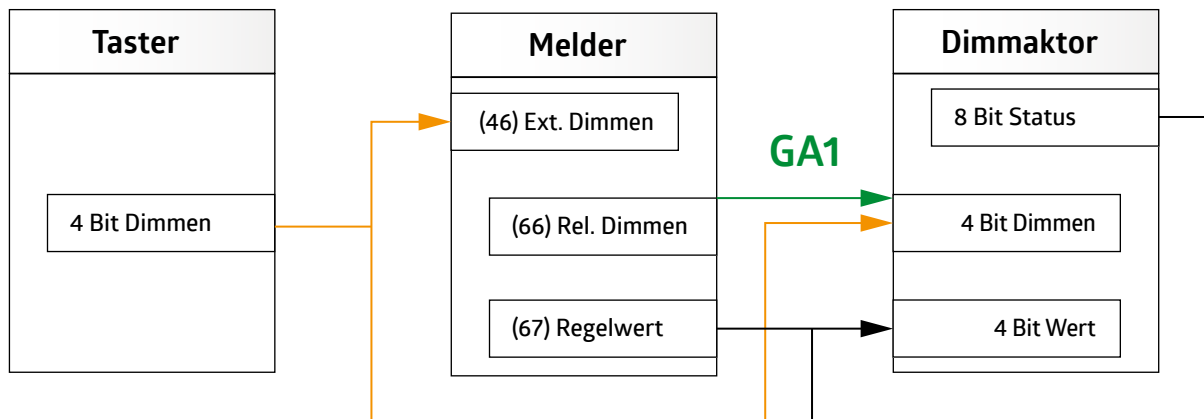 Taster
4 Bit Dimmen
Melder
(46) Ext. Dimmen
(66) Rel. Dimmen
(67) Regelwert
GA1
Dimmaktor
8 Bit Status
4 Bit Dimmen
4 Bit Wert